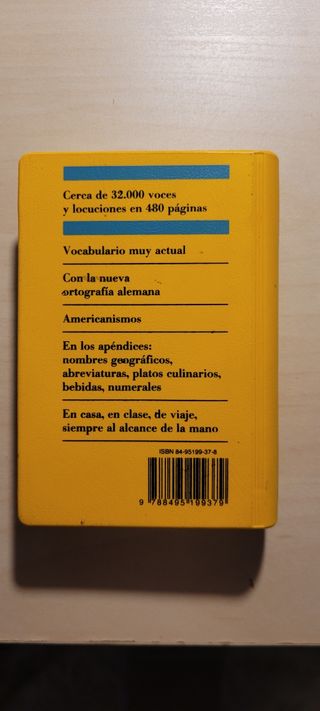 Cerca de 32.000 voces
y locuciones en 480 páginas
Vocabulario muy actual
Con la nueva
ortografía alemana
Americanismos
En los apéndices:
nombres geográficos,
abreviaturas, platos culinarios,
bebidas, numerales
En casa, en clase, de viaje,
siempre al alcance de la mano
ISBN 84-95199-37-8
9 788495 199379